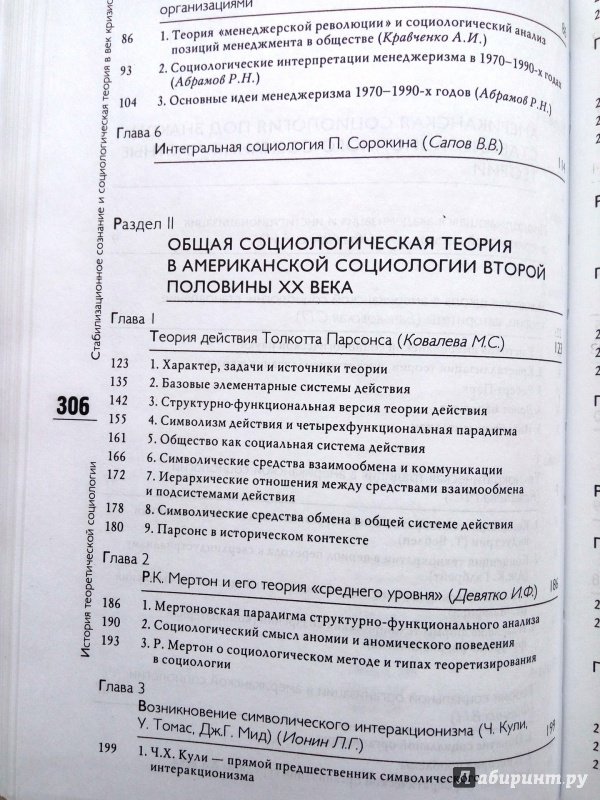 организациями
86 1. Теория «менеджерской революции» и социологический анализ
позиций менеджмента в обществе (Кравченко А.И.)
93 2. Социологические интерпретации менеджеризма в 1970–1990-х годах
(Абрамов Р.Н.)
104 3. Основные идеи менеджеризма 1970–1990-х годов (Абрамов Р.Н.)
Глава 6
Интегральная социология П. Сорокина (Сапов В.В.)
114
Раздел II
ОБЩАЯ СОЦИОЛОГИЧЕСКАЯ ТЕОРИЯ
В АМЕРИКАНСКОЙ СОЦИОЛОГИИ ВТОРОЙ
ПОЛОВИНЫ XX ВЕКА
Глава 1
Теория действия Толкотта Парсонса (Ковалева М.С.) 123
123 1. Характер, задачи и источники теории
135 2. Базовые элементарные системы действия
142 3. Структурно-функциональная версия теории действия
155 4. Символизм действия и четырехфункциональная парадигма
161 5. Общество как социальная система действия
166 6. Символические средства взаимообмена и коммуникации
172 7. Иерархические отношения между средствами взаимообмена
и подсистемами действия
178 8. Символические средства обмена в общей системе действия
180 9. Парсонс в историческом контексте
Глава 2
Р.К. Мертон и его теория «среднего уровня» (Девятко И.Ф.) 186
186 1. Мертоновская парадигма структурно-функционального анализа
190 2. Социологический смысл аномии и аномического поведения
193 3. Р. Мертон о социологическом методе и типах теоретизирования
в социологии
Глава 3
Возникновение символического интеракционизма (Ч. Кули,
У. Томас, Дж.Г. Мид) (Ионин Л.Г.) 199
199 1. Ч.Х. Кули – прямой предшественник символического
интеракционизма
306
Стабилизационное сознание и социологическая теория в век кризиса
История теоретической социологии
Лабиринт.ру